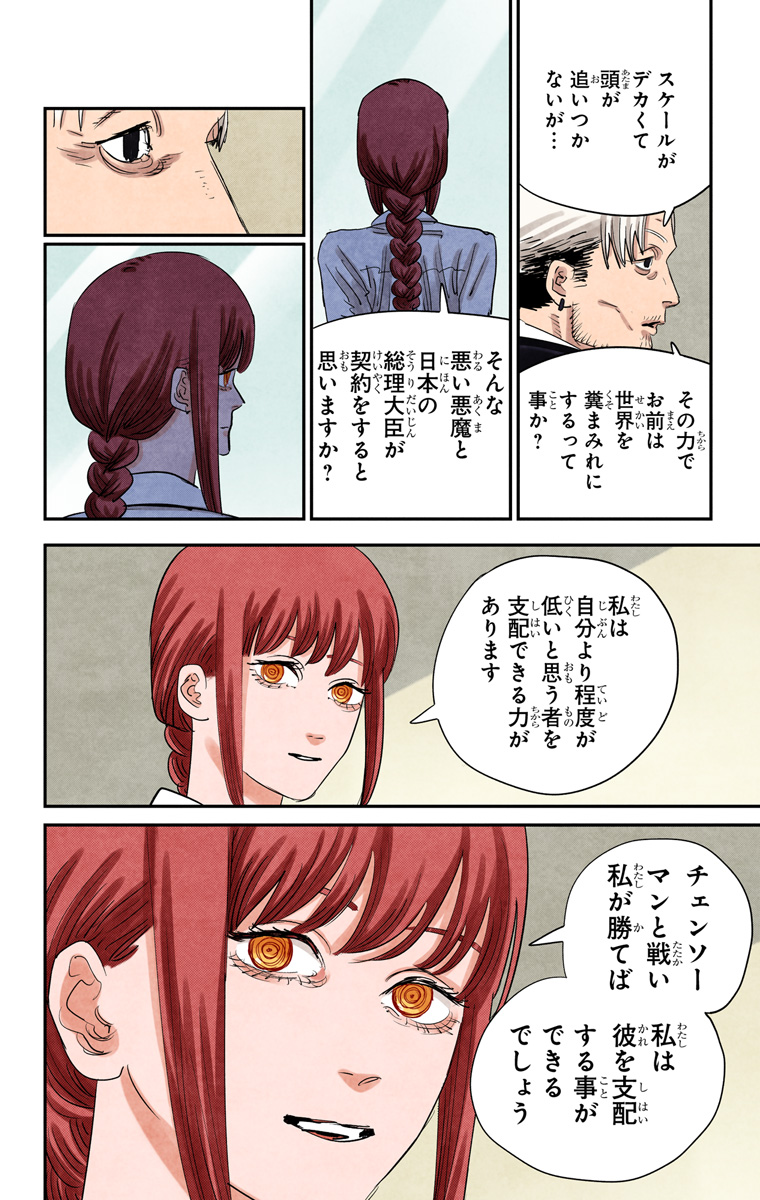 スケールが
デカくて
頭が
追いつか
ないが…
その力で
お前は
世界を
糞まみれに
するって
事か？
そんな
悪い悪魔と
日本の
総理大臣が
契約をすると
思いますか？
私は
自分より程度が
低いと思う者を
支配できる力が
あります
チェンソー
マンと戦い
私が勝てば
私は
彼を支配
する事が
できる
でしょう